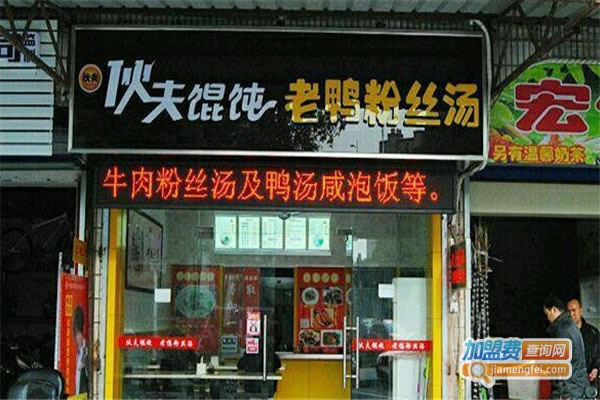 伙夫 伙夫馄饨 老鸭粉丝汤
牛肉粉丝汤及鸭汤咸泡饭等。
宏
另有温馨奶茶
伙夫馄饨 老鸭粉丝汤
加盟费查询网
jiamengfei.com